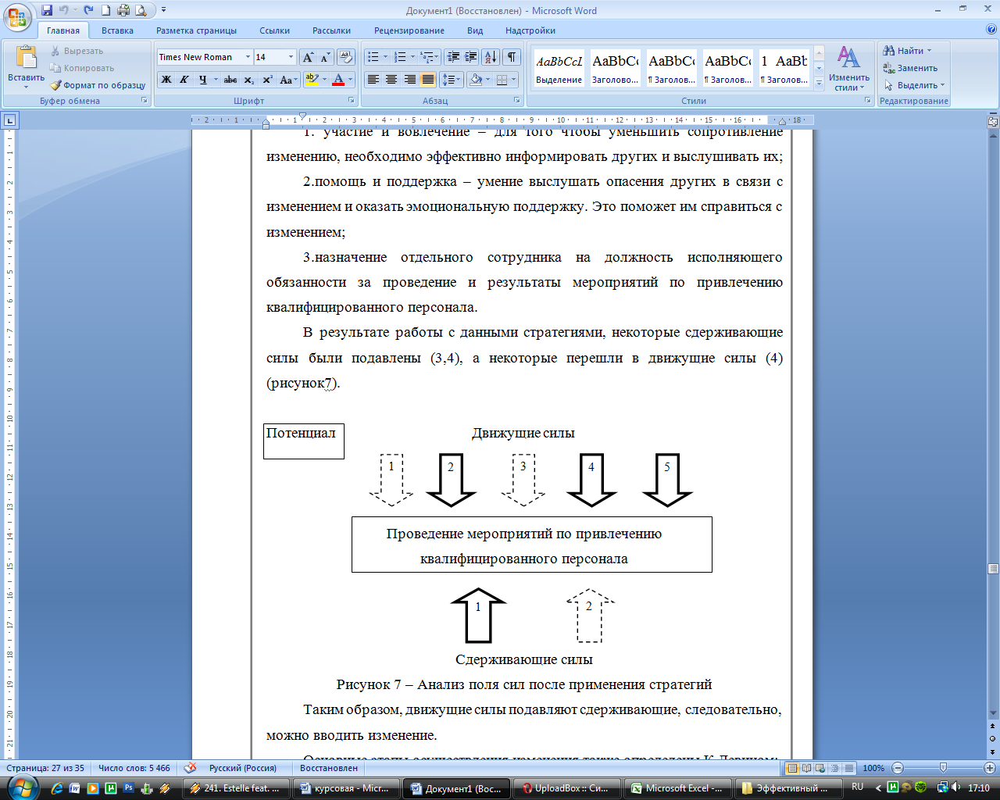 Документ1 (Восстановлен) - Microsoft Word
Главная Вставка Разметка страницы Ссылки Рассылки Рецензирование Вид Надстройки
Вставить
Вырезать
Копировать
Формат по образцу
Буфер обмена
Times New Roman 14
Ж К Ч abc x₂ x² Aa
Шрифт
Абзац
AaBbCcI AaBbCc AaBbCc AaBbCc 1 AaBb
Выделение Заголово... ¶ Заголов... ¶ Заголов... ¶ Заголов...
Стили
Изменить
стили
Найти
Заменить
Выделить
Редактирование
1. участие и вовлечение – для того чтобы уменьшить сопротивление
изменению, необходимо эффективно информировать других и выслушивать их;
2.помощь и поддержка – умение выслушать опасения других в связи с
изменением и оказать эмоциональную поддержку. Это поможет им справиться с
изменением;
3.назначение отдельного сотрудника на должность исполняющего
обязанности за проведение и результаты мероприятий по привлечению
квалифицированного персонала.
В результате работы с данными стратегиями, некоторые сдерживающие
силы были подавлены (3,4), а некоторые перешли в движущие силы (4)
(рисунок7).
Потенциал
Движущие силы
1 2 3 4 5
Проведение мероприятий по привлечению
квалифицированного персонала
1 2
Сдерживающие силы
Рисунок 7 – Анализ поля сил после применения стратегий
Таким образом, движущие силы подавляют сдерживающие, следовательно,
можно вводить изменение.
Страница: 27 из 35 Число слов: 5 466 Русский (Россия) Восстановлен 100%
241. Estelle feat. ... курсовая - Micr... Документ1 (Вос... UploadBox :: Си... Microsoft Excel -... Эффективный ... RU 17:10